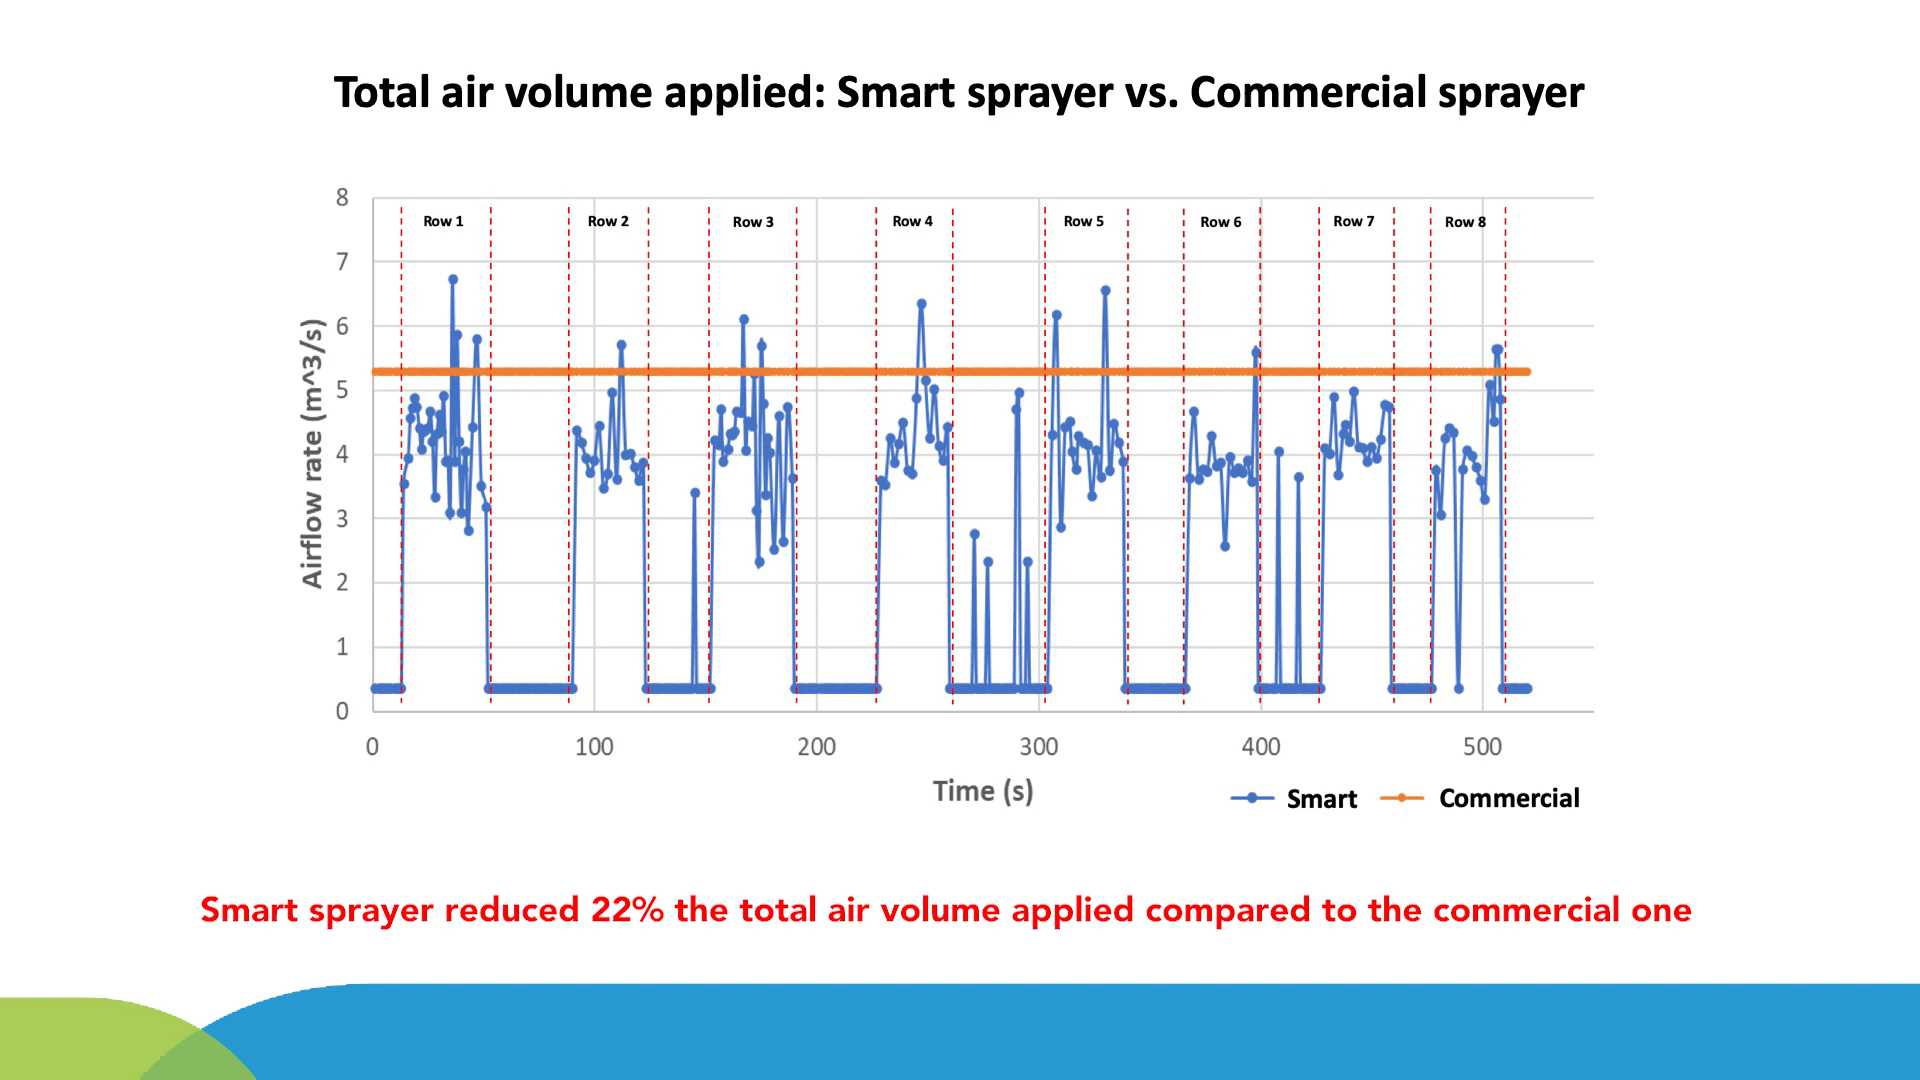 Total air volume applied: Smart sprayer vs. Commercial sprayer
8
7
6
5
4
3
2
1
0
Airflow rate (m^3/s)
Row 1
Row 2
Row 3
Row 4
Row 5
Row 6
Row 7
Row 8
0
100
200
300
400
500
Time (s)
Smart
Commercial
Smart sprayer reduced 22% the total air volume applied compared to the commercial one